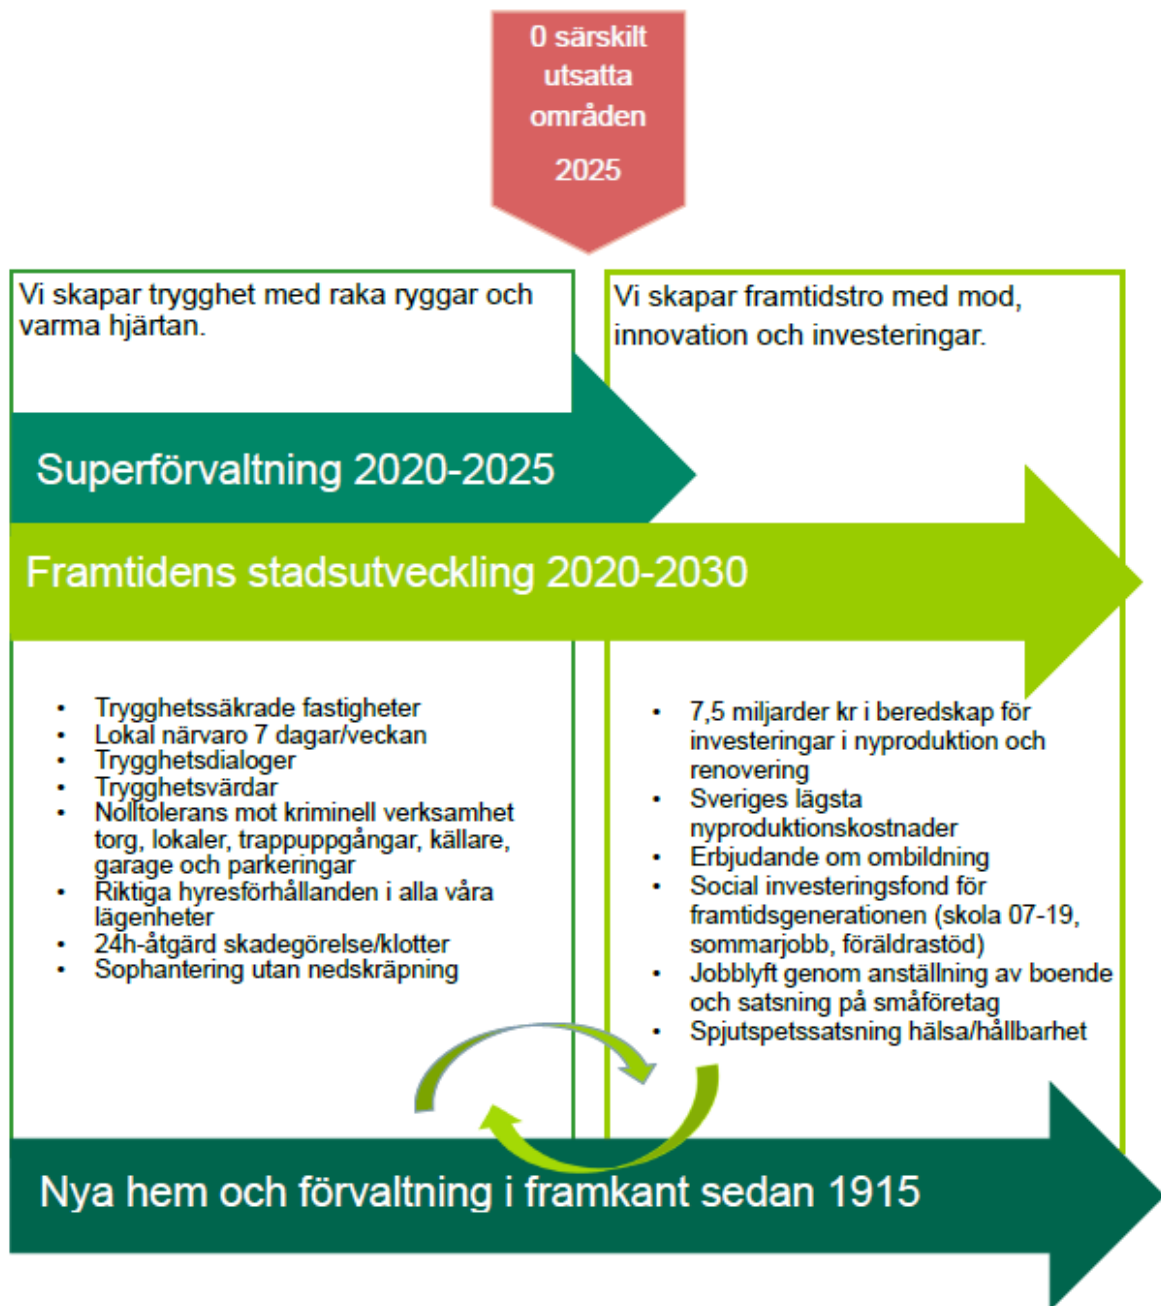 0 särskilt
utsatta
områden
2025
Vi skapar trygghet med raka ryggar och
varma hjärtan.
Vi skapar framtidstro med mod,
innovation och investeringar.
Superförvaltning 2020-2025
Framtidens stadsutveckling 2020-2030
• Trygghetssäkrade fastigheter
• Lokal närvaro 7 dagar/veckan
• Trygghetsdialoger
• Trygghetsvärdar
• Nolltolerans mot kriminell verksamhet
torg, lokaler, trappuppgångar, källare,
garage och parkeringar
• Riktiga hyresförhållanden i alla våra
lägenheter
• 24h-åtgärd skadegörelse/klotter
• Sophantering utan nedskräpning
• 7,5 miljarder kr i beredskap för
investeringar i nyproduktion och
renovering
• Sveriges lägsta
nyproduktionskostnader
• Erbjudande om ombildning
• Social investeringsfond för
framtidsgenerationen (skola 07-19,
sommarjobb, föräldrastöd)
• Jobblyft genom anställning av boende
och satsning på småföretag
• Spjutspetssatsning hälsa/hållbarhet
Nya hem och förvaltning i framkant sedan 1915